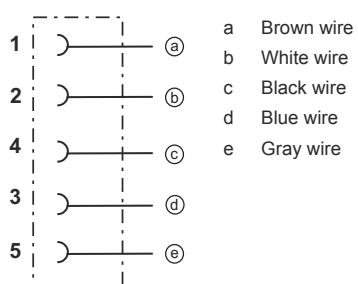 1 ⓐ
2 ⓑ
4 ⓒ
3 ⓓ
5 ⓔ
a Brown wire
b White wire
c Black wire
d Blue wire
e Gray wire